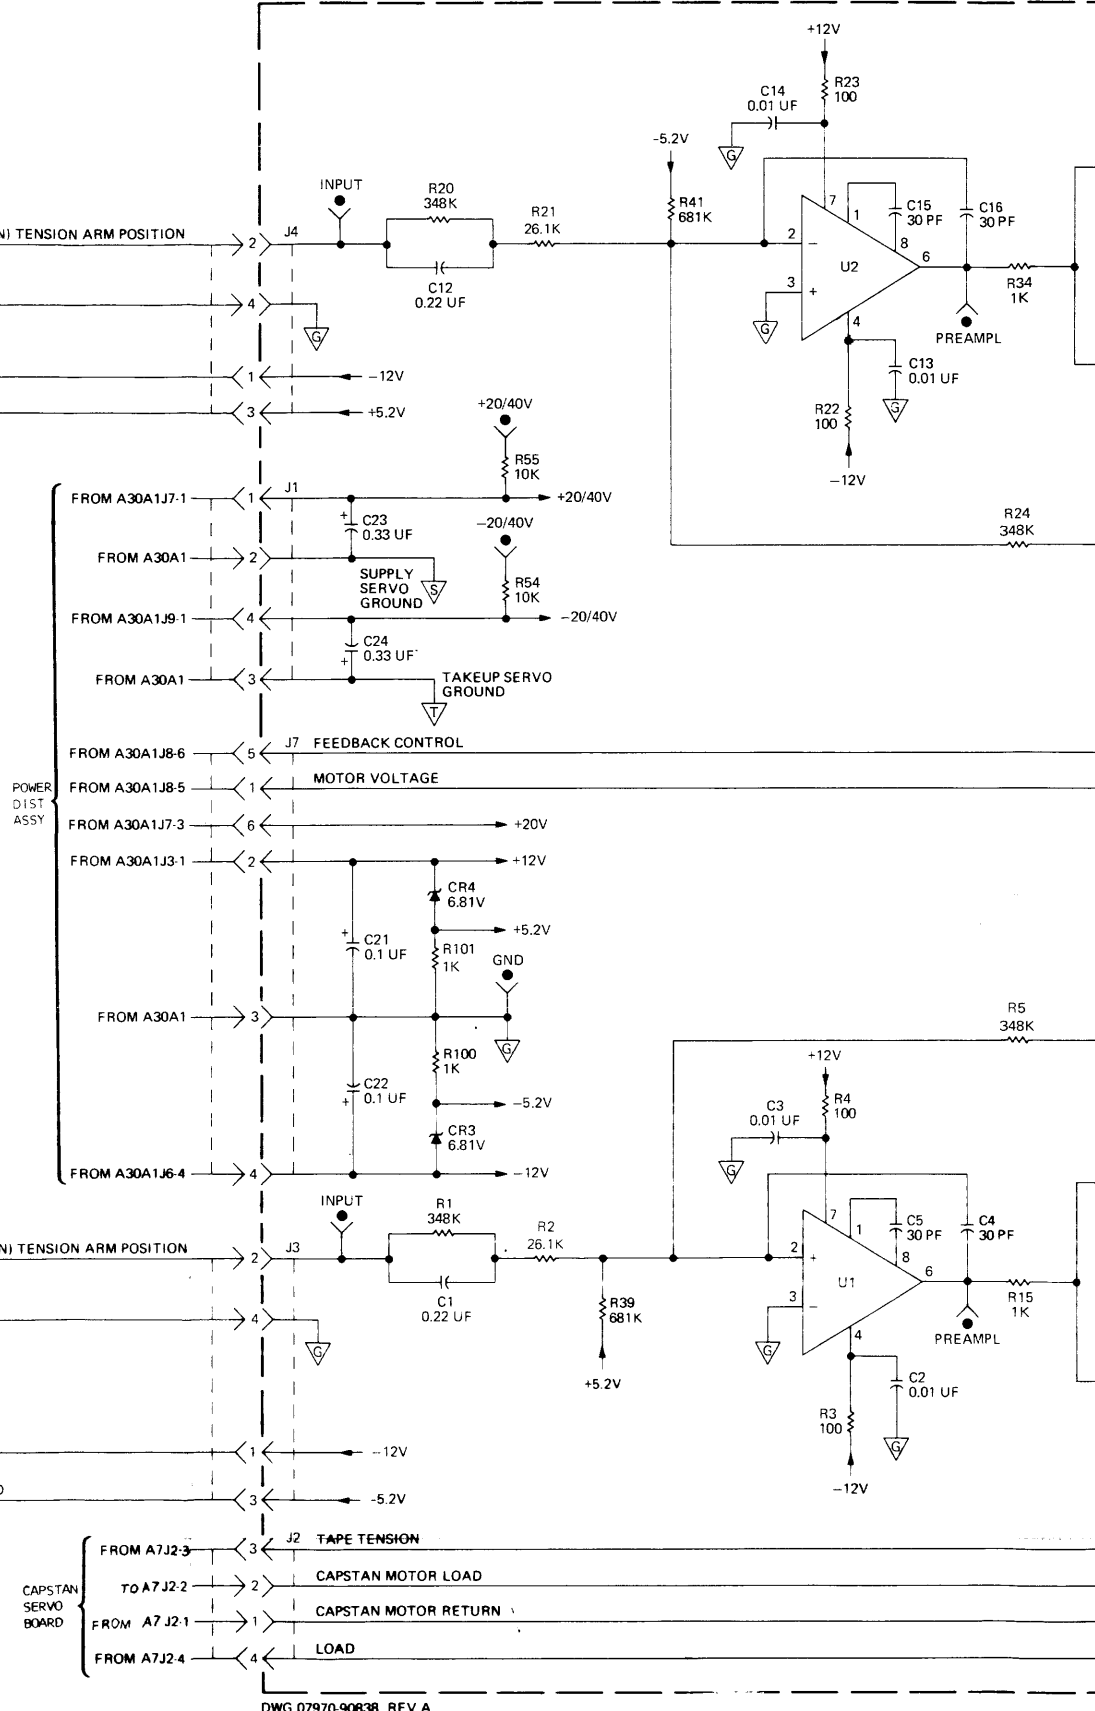 +12V
R23
100
C14
0.01 UF
G
-5.2V
INPUT
R20
348K
R21
26.1K
R41
681K
7
1
C15
30 PF
C16
30 PF
N) TENSION ARM POSITION
2
J4
C12
0.22 UF
2
−
8
U2
6
3
+
G
R34
1K
4
PREAMPL
4
G
C13
0.01 UF
G
1
−12V
3
+5.2V
+20/40V
R55
10K
R22
100
−12V
FROM A30A1J7-1
1
J1
+20/40V
+
C23
0.33 UF
−20/40V
R24
348K
FROM A30A1
2
SUPPLY
SERVO
GROUND
S
R54
10K
FROM A30A1J9-1
4
−20/40V
C24
0.33 UF
+
FROM A30A1
3
TAKEUP SERVO
GROUND
T
FROM A30A1J8-6
5
J7
FEEDBACK CONTROL
POWER
DIST
ASSY
FROM A30A1J8-5
1
MOTOR VOLTAGE
FROM A30A1J7-3
6
+20V
FROM A30A1J3-1
2
+12V
CR4
6.81V
+5.2V
+
C21
0.1 UF
R101
1K
GND
FROM A30A1
3
G
R5
348K
R100
1K
C22
0.1 UF
+
−5.2V
+12V
R4
100
C3
0.01 UF
G
CR3
6.81V
FROM A30A1J6-4
4
−12V
INPUT
R1
348K
R2
26.1K
7
1
C5
30 PF
C4
30 PF
N) TENSION ARM POSITION
2
J3
C1
0.22 UF
2
+
8
U1
6
3
−
G
R15
1K
R39
681K
+5.2V
4
PREAMPL
4
G
C2
0.01 UF
G
R3
100
−12V
1
−12V
3
-5.2V
FROM A7J2-3
3
J2
TAPE TENSION
CAPSTAN
SERVO
BOARD
TO A7J2-2
2
CAPSTAN MOTOR LOAD
FROM A7 J2-1
1
CAPSTAN MOTOR RETURN
FROM A7J2-4
4
LOAD
DWG 07970-90838 REV A